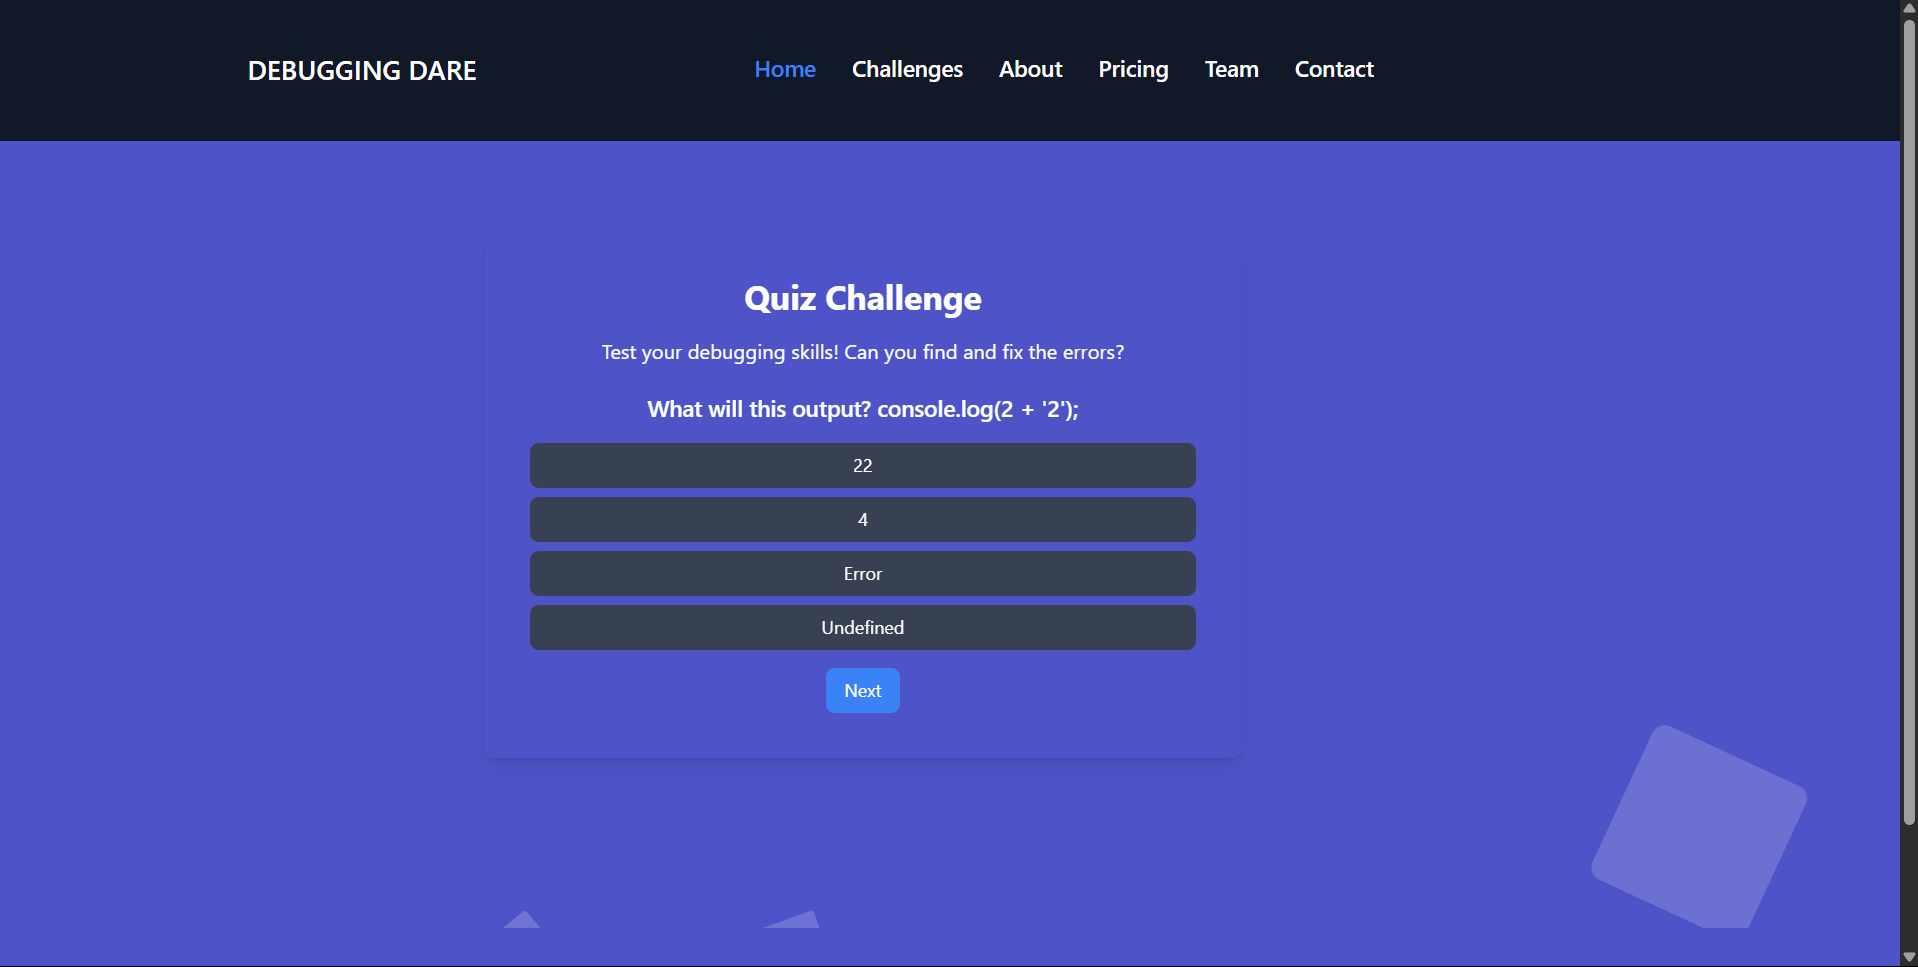 DEBUGGING DARE
Home Challenges About Pricing Team Contact
Quiz Challenge
Test your debugging skills! Can you find and fix the errors?
What will this output? console.log(2 + '2');
22
4
Error
Undefined
Next